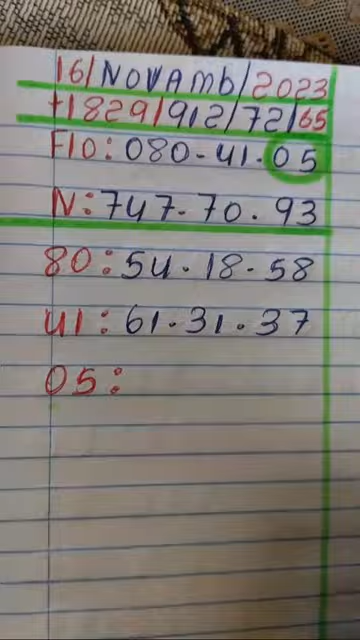 16/NOVAMb/2023
+1829/912/72/65
F10: 080-41-05
N: 747-70-93
80: 54-18-58
41: 61-31-37
05: